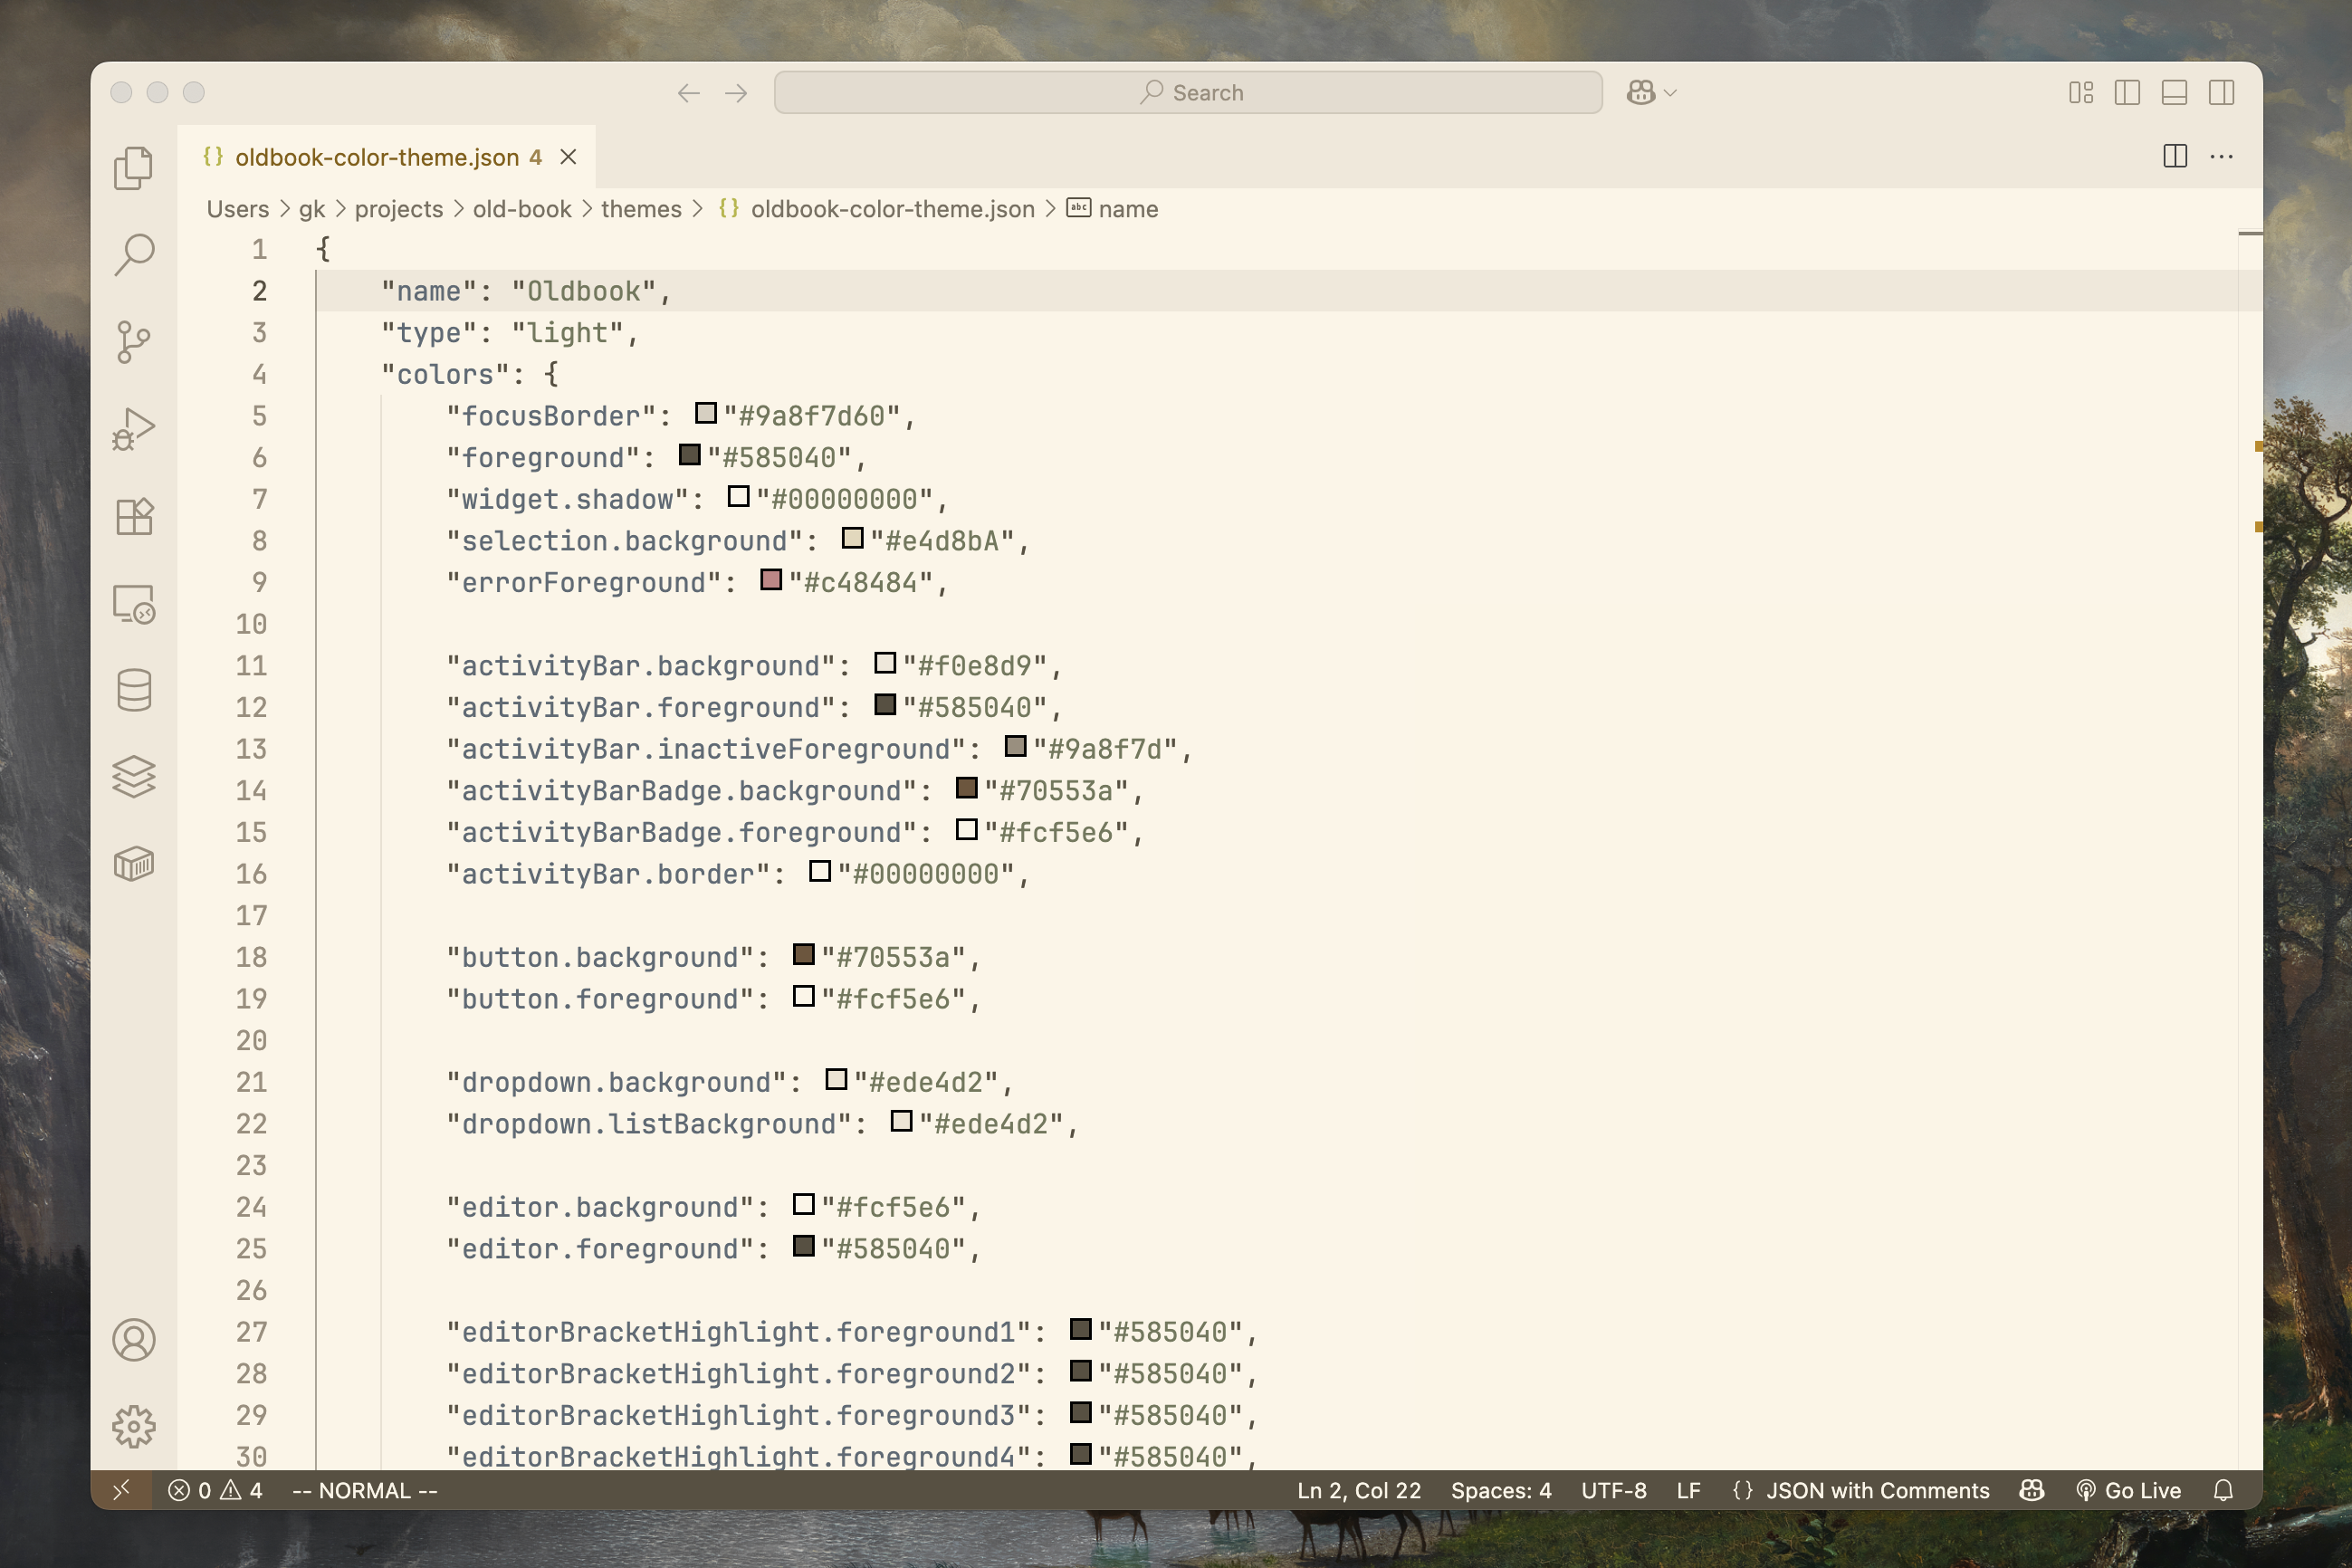 Search
{} oldbook-color-theme.json 4
Users > gk > projects > old-book > themes > {} oldbook-color-theme.json > abc name
1 {
2 "name": "Oldbook",
3 "type": "light",
4 "colors": {
5 "focusBorder": "#9a8f7d60",
6 "foreground": "#585040",
7 "widget.shadow": "#00000000",
8 "selection.background": "#e4d8bA",
9 "errorForeground": "#c48484",
10
11 "activityBar.background": "#f0e8d9",
12 "activityBar.foreground": "#585040",
13 "activityBar.inactiveForeground": "#9a8f7d",
14 "activityBarBadge.background": "#70553a",
15 "activityBarBadge.foreground": "#fcf5e6",
16 "activityBar.border": "#00000000",
17
18 "button.background": "#70553a",
19 "button.foreground": "#fcf5e6",
20
21 "dropdown.background": "#ede4d2",
22 "dropdown.listBackground": "#ede4d2",
23
24 "editor.background": "#fcf5e6",
25 "editor.foreground": "#585040",
26
27 "editorBracketHighlight.foreground1": "#585040",
28 "editorBracketHighlight.foreground2": "#585040",
29 "editorBracketHighlight.foreground3": "#585040",
30 "editorBracketHighlight.foreground4": "#585040",
0 4 -- NORMAL -- Ln 2, Col 22 Spaces: 4 UTF-8 LF {} JSON with Comments Go Live